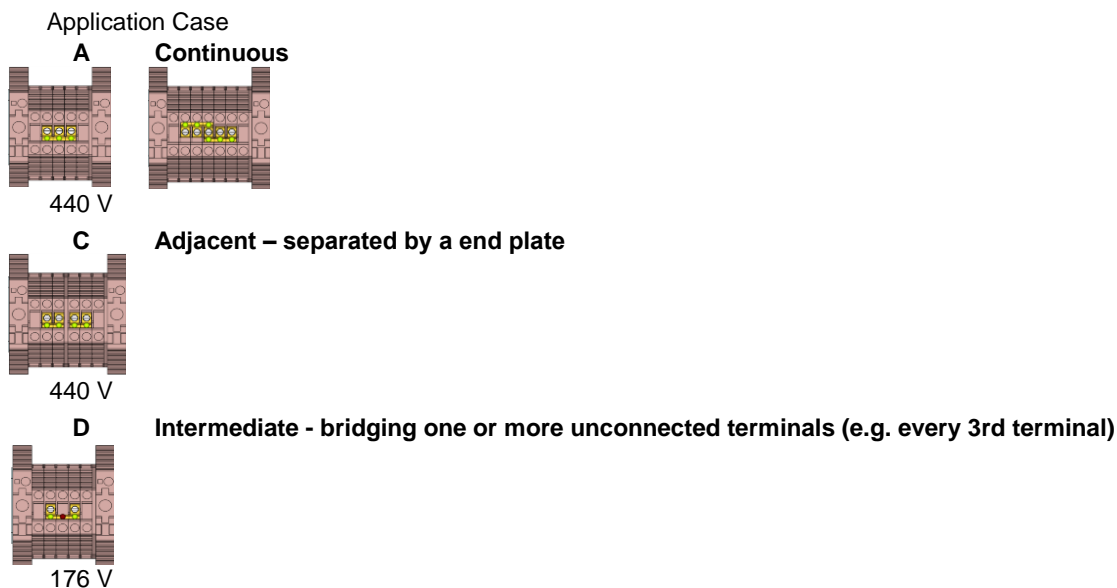 Application Case
A Continuous
440 V
C Adjacent – separated by a end plate
440 V
D Intermediate - bridging one or more unconnected terminals (e.g. every 3rd terminal)
176 V